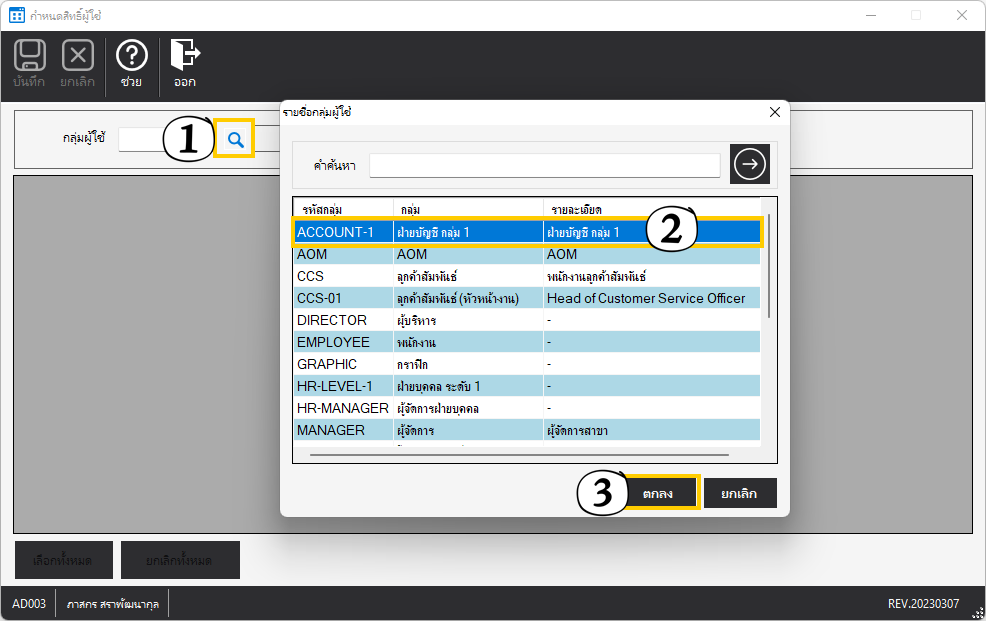 กำหนดสิทธิ์ผู้ใช้
บันทึก ยกเลิก ช่วย ออก
กลุ่มผู้ใช้
1
รายชื่อกลุ่มผู้ใช้
คำค้นหา
รหัสกลุ่ม กลุ่ม รายละเอียด
2
ACCOUNT-1 ฝ่ายบัญชี กลุ่ม 1 ฝ่ายบัญชี กลุ่ม 1
AOM AOM AOM
CCS ลูกค้าสัมพันธ์ พนักงานลูกค้าสัมพันธ์
CCS-01 ลูกค้าสัมพันธ์ (หัวหน้างาน) Head of Customer Service Officer
DIRECTOR ผู้บริหาร -
EMPLOYEE พนักงาน -
GRAPHIC กราฟิก -
HR-LEVEL-1 ฝ่ายบุคคล ระดับ 1 -
HR-MANAGER ผู้จัดการฝ่ายบุคคล -
MANAGER ผู้จัดการ ผู้จัดการสาขา
3
ตกลง ยกเลิก
เลือกทั้งหมด ยกเลิกทั้งหมด
AD003 ภาสกร สราพัฒนากุล REV.20230307